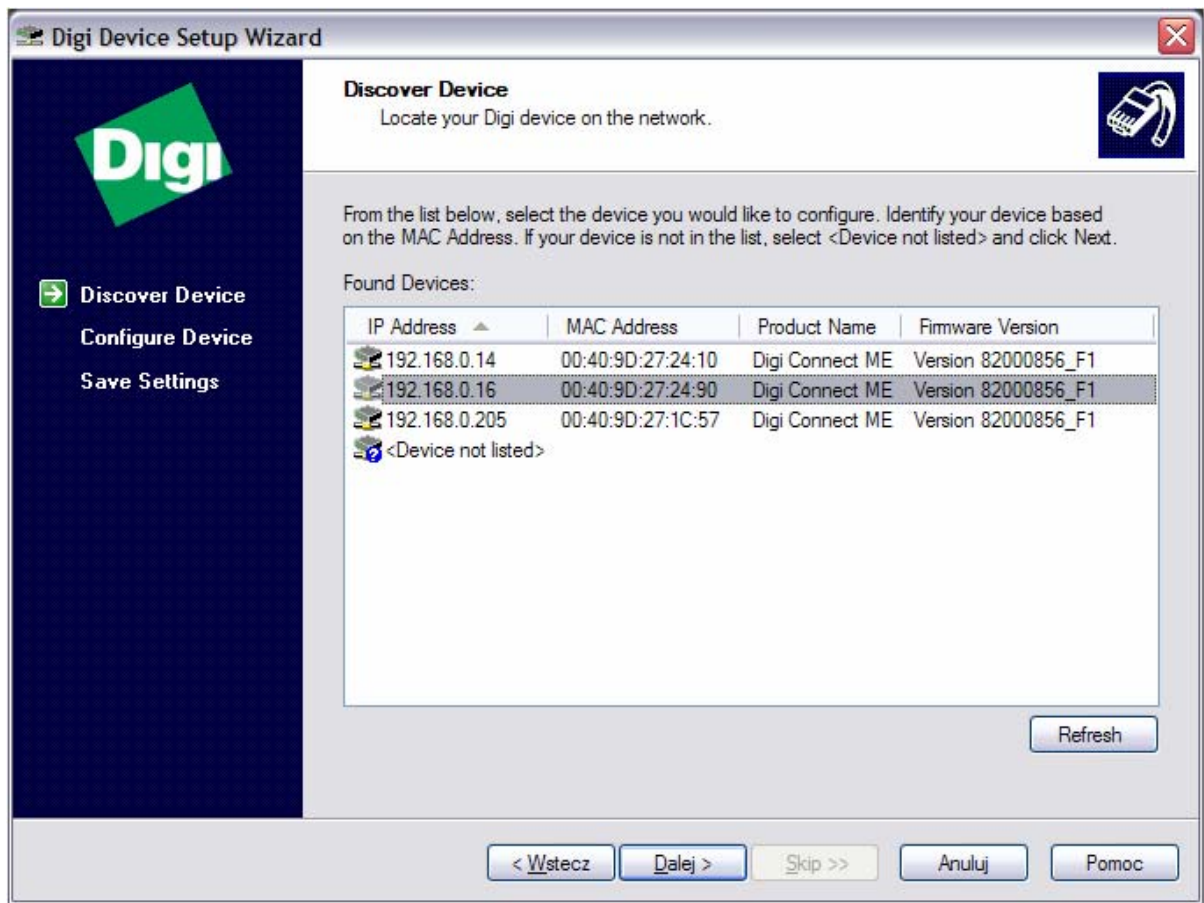 Digi Device Setup Wizard
Digi
Discover Device
Locate your Digi device on the network.
Discover Device
Configure Device
Save Settings
From the list below, select the device you would like to configure. Identify your device based
on the MAC Address. If your device is not in the list, select <Device not listed> and click Next.
Found Devices:
IP Address MAC Address Product Name Firmware Version
192.168.0.14 00:40:9D:27:24:10 Digi Connect ME Version 82000856_F1
192.168.0.16 00:40:9D:27:24:90 Digi Connect ME Version 82000856_F1
192.168.0.205 00:40:9D:27:1C:57 Digi Connect ME Version 82000856_F1
<Device not listed>
Refresh
< Wstecz Dalej > Skip >> Anuluj Pomoc